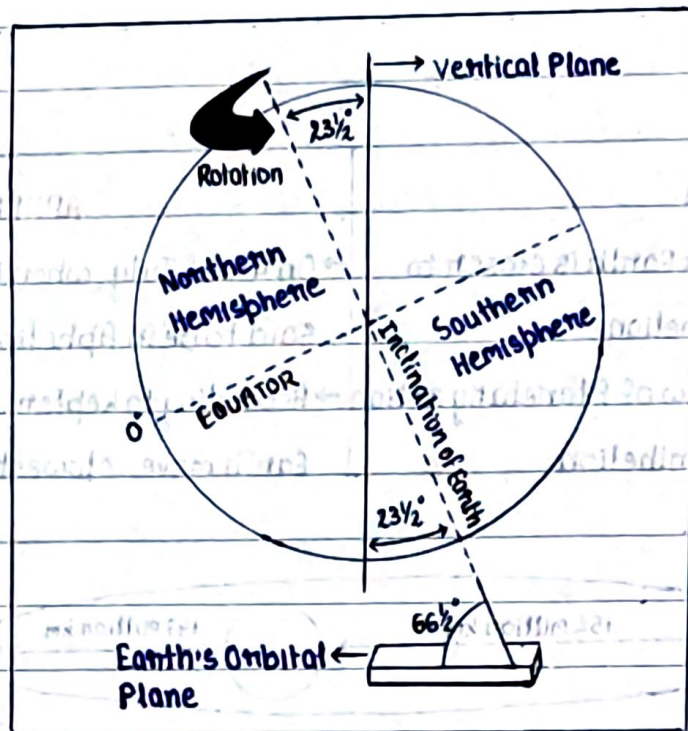 vertical Plane
23½°
Rotation
Northern
Hemisphere
Southern
Hemisphere
EQUATOR
0°
Inclination of Earth
23½°
66½°
Earth's Orbital
Plane